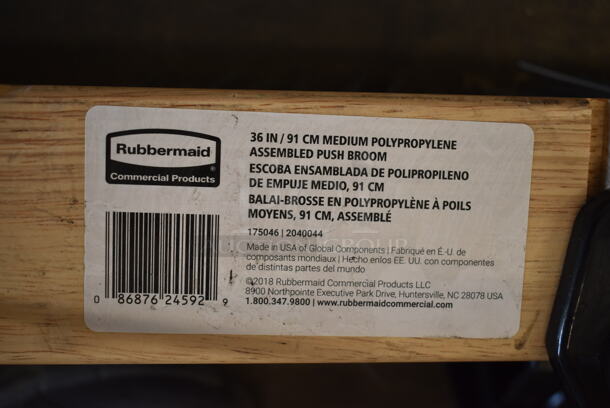 Rubbermaid
Commercial Products
36 IN / 91 CM MEDIUM POLYPROPYLENE
ASSEMBLED PUSH BROOM
ESCOBA ENSAMBLADA DE POLIPROPILENO
DE EMPUJE MEDIO, 91 CM
BALAI-BROSSE EN POLYPROPYLÈNE À POILS
MOYENS, 91 CM, ASSEMBLÉ
175046 | 2040044
Made in USA of Global Components | Fabriqué en É.-U. de
composants mondiaux | Hecho enlos EE. UU. con componentes
de distintas partes del mundo
©2018 Rubbermaid Commercial Products LLC
8900 Northpointe Executive Park Drive, Huntersville, NC 28078 USA
1.800.347.9800 | www.rubbermaidcommercial.com
0 86876 24592 9